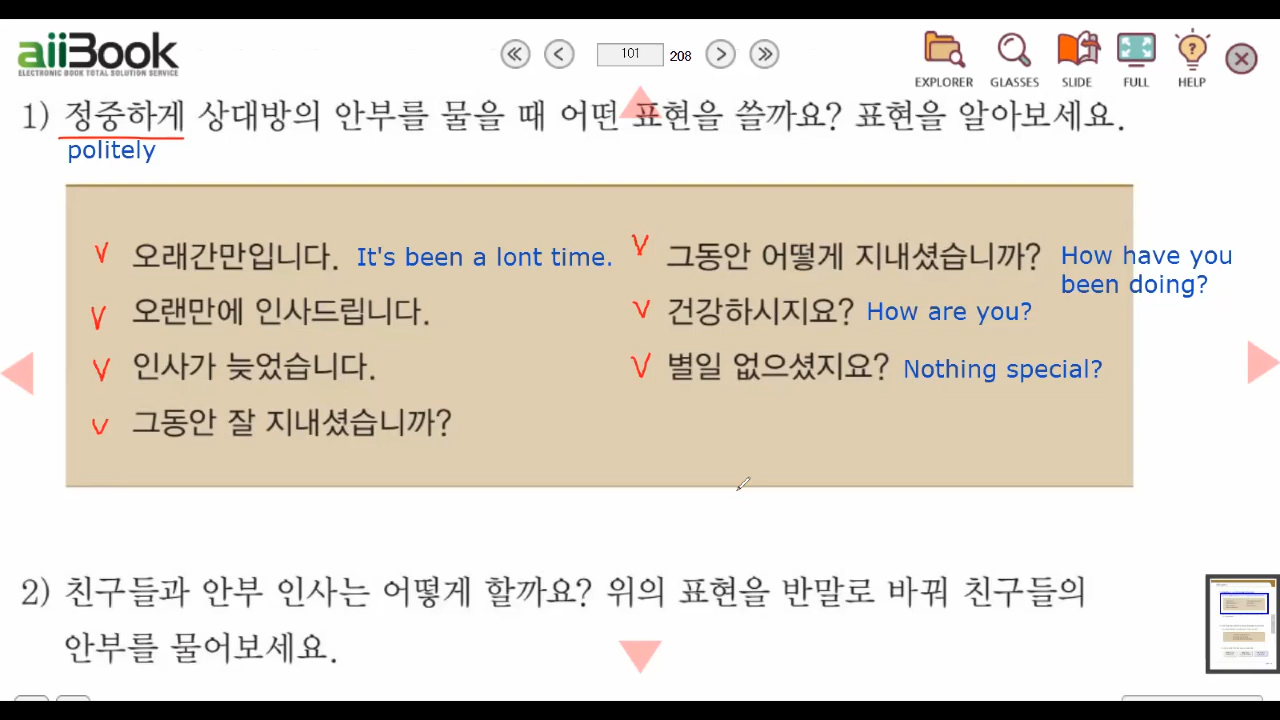 aiiBook
ELECTRONIC BOOK TOTAL SOLUTION SERVICE
101 208
EXPLORER GLASSES SLIDE FULL HELP
1) 정중하게 상대방의 안부를 물을 때 어떤 표현을 쓸까요? 표현을 알아보세요.
politely
오래간만입니다. It's been a lont time.
오랜만에 인사드립니다.
인사가 늦었습니다.
그동안 잘 지내셨습니까?
그동안 어떻게 지내셨습니까? How have you
been doing?
건강하시지요? How are you?
별일 없으셨지요? Nothing special?
2) 친구들과 안부 인사는 어떻게 할까요? 위의 표현을 반말로 바꿔 친구들의
안부를 물어보세요.